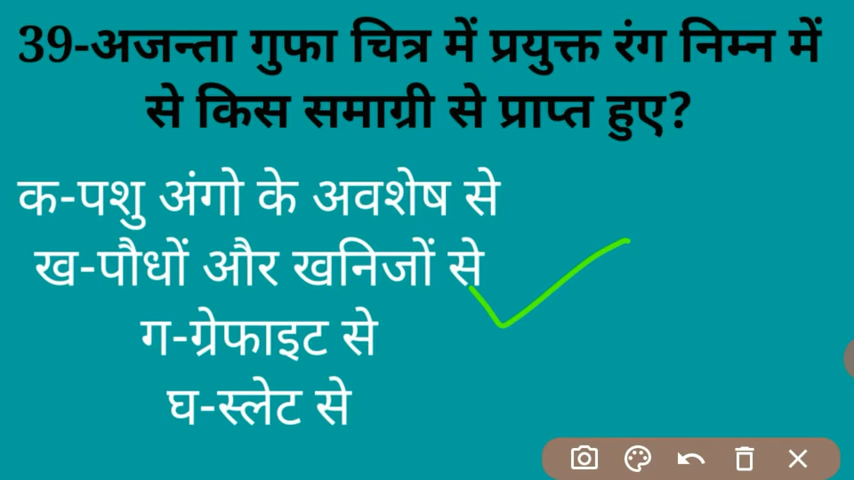 39-अजन्ता गुफा चित्र में प्रयुक्त रंग निम्न में
से किस समाग्री से प्राप्त हुए?
क-पशु अंगो के अवशेष से
ख-पौधों और खनिजों से
ग-ग्रेफाइट से
घ-स्लेट से